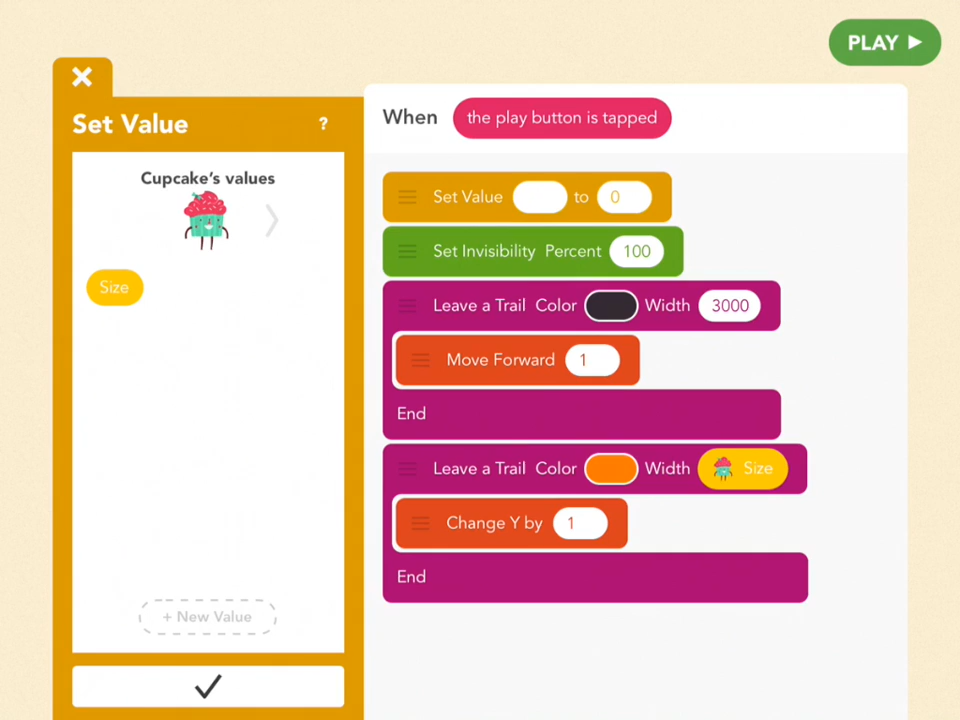 PLAY
Set Value ?
Cupcake’s values
Size
+ New Value
When the play button is tapped
Set Value to 0
Set Invisibility Percent 100
Leave a Trail Color Width 3000
Move Forward 1
End
Leave a Trail Color Width Size
Change Y by 1
End